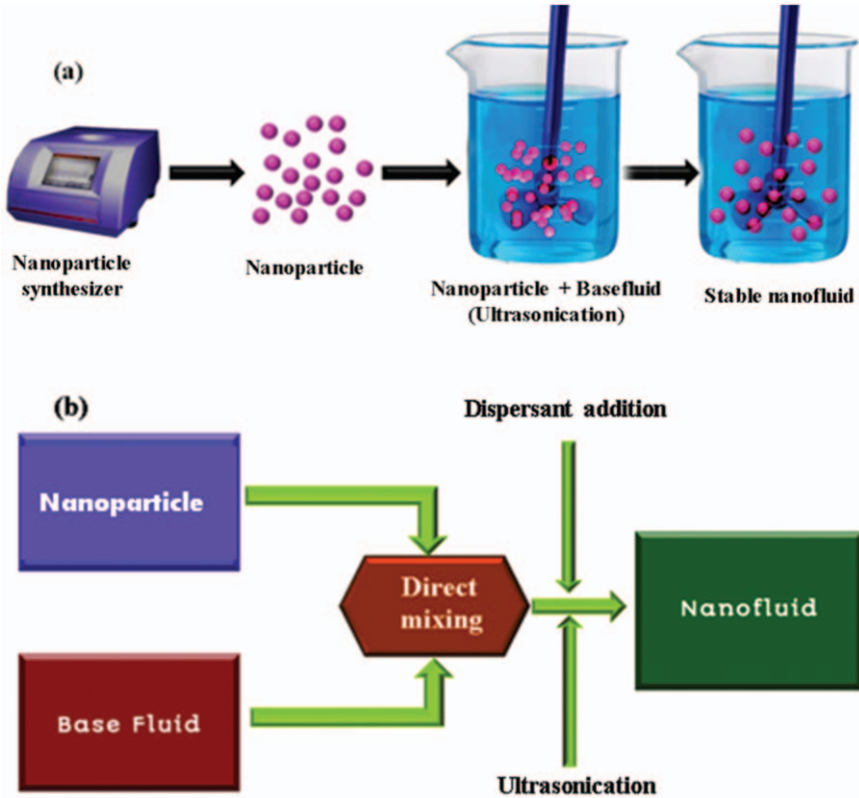 (a)
Nanoparticle
synthesizer
Nanoparticle
Nanoparticle + Basefluid
(Ultrasonication)
Stable nanofluid
(b)
Dispersant addition
Nanoparticle
Direct
mixing
Nanofluid
Base Fluid
Ultrasonication